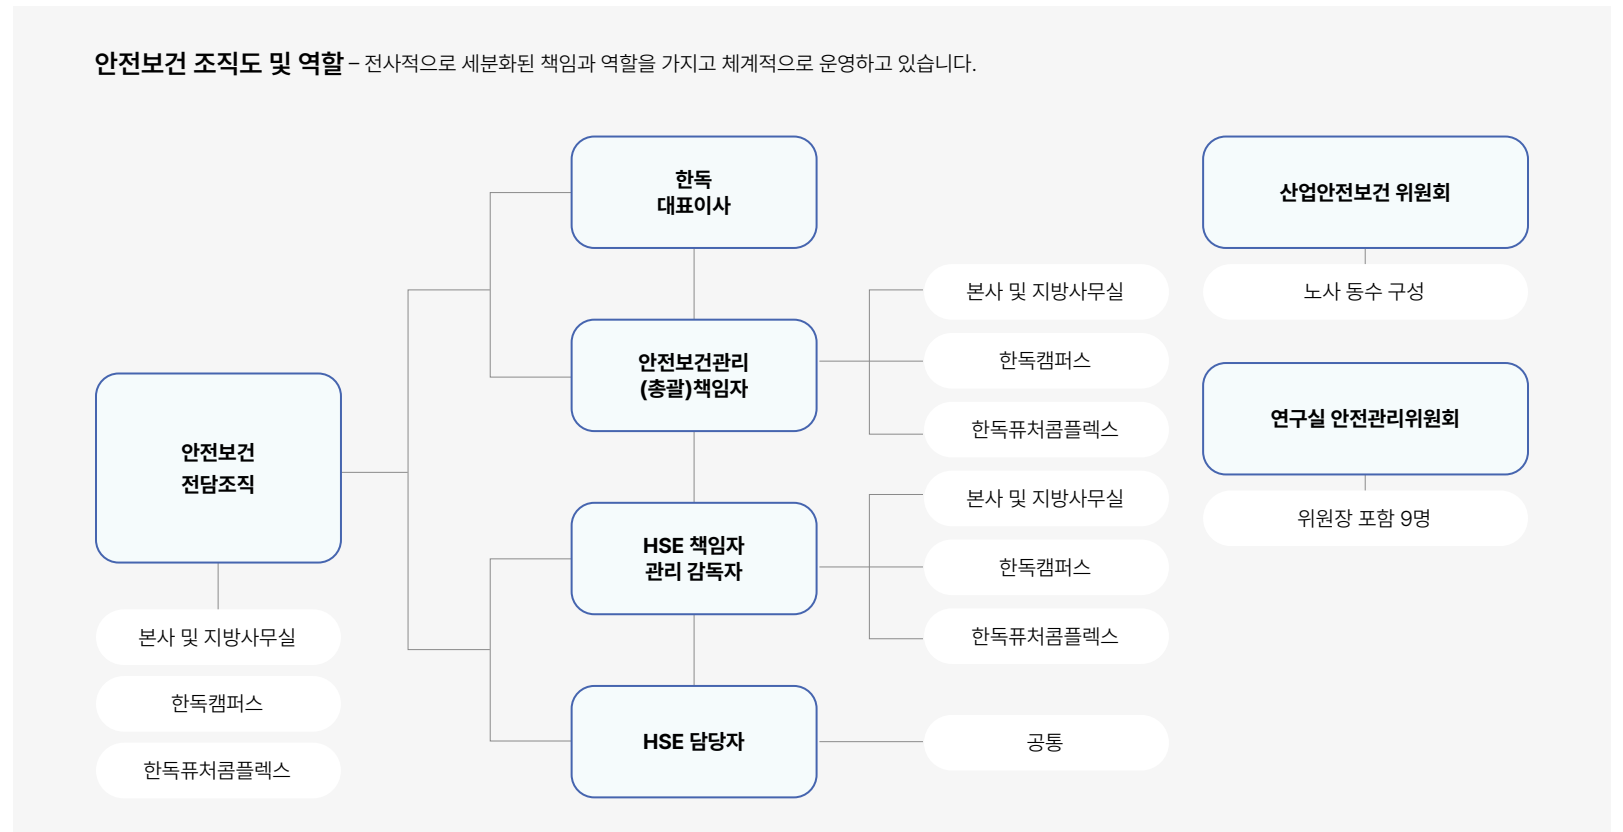 안전보건 조직도 및 역할 – 전사적으로 세분화된 책임과 역할을 가지고 체계적으로 운영하고 있습니다.
안전보건
전담조직
본사 및 지방사무실
한독캠퍼스
한독퓨처콤플렉스
한독
대표이사
안전보건관리
(총괄)책임자
본사 및 지방사무실
한독캠퍼스
한독퓨처콤플렉스
HSE 책임자
관리 감독자
본사 및 지방사무실
한독캠퍼스
한독퓨처콤플렉스
HSE 담당자
공통
산업안전보건 위원회
노사 동수 구성
연구실 안전관리위원회
위원장 포함 9명